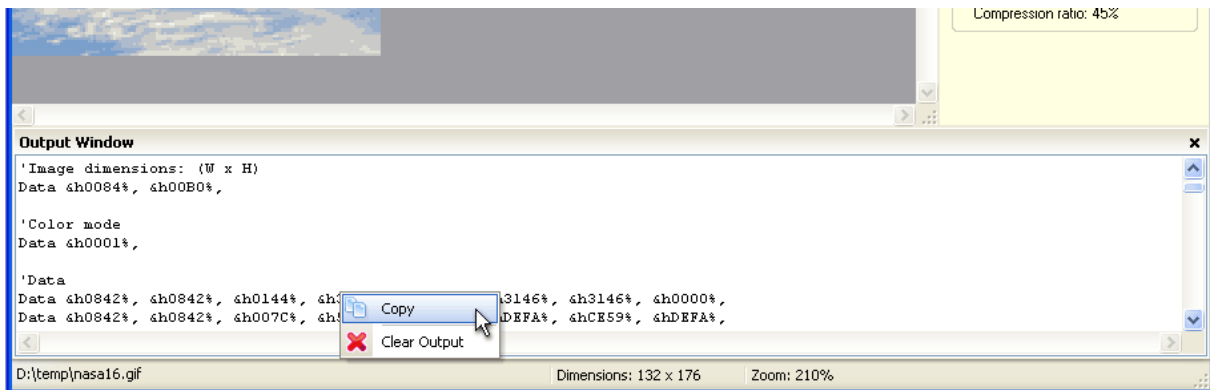 Compression ratio: 45%
Output Window
'Image dimensions: (W x H)
Data &h0084%, &h00B0%,
'Color mode
Data &h0001%,
'Data
Data &h0842%, &h0842%, &h0144%, &h3146%, &h3146%, &h0000%,
Data &h0842%, &h0842%, &h007C%, &hDEFA%, &hCE59%, &hDEFA%,
Copy
Clear Output
D:\temp\nasa16.gif Dimensions: 132 x 176 Zoom: 210%